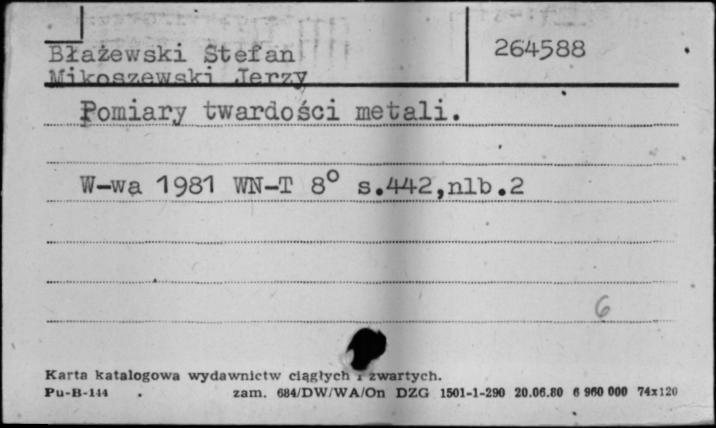 Błażewski Stefan 264588
Mikoszewski Jerzy
Pomiary twardości metali.
W-wa 1981 WN-T 8° s.442,nlb.2
6
Karta katalogowa wydawnictw ciągłych i zwartych.
Pu-B-144 zam. 684/DW/WA/On DZG 1501-1-290 20.06.80 6 960 000 74x120